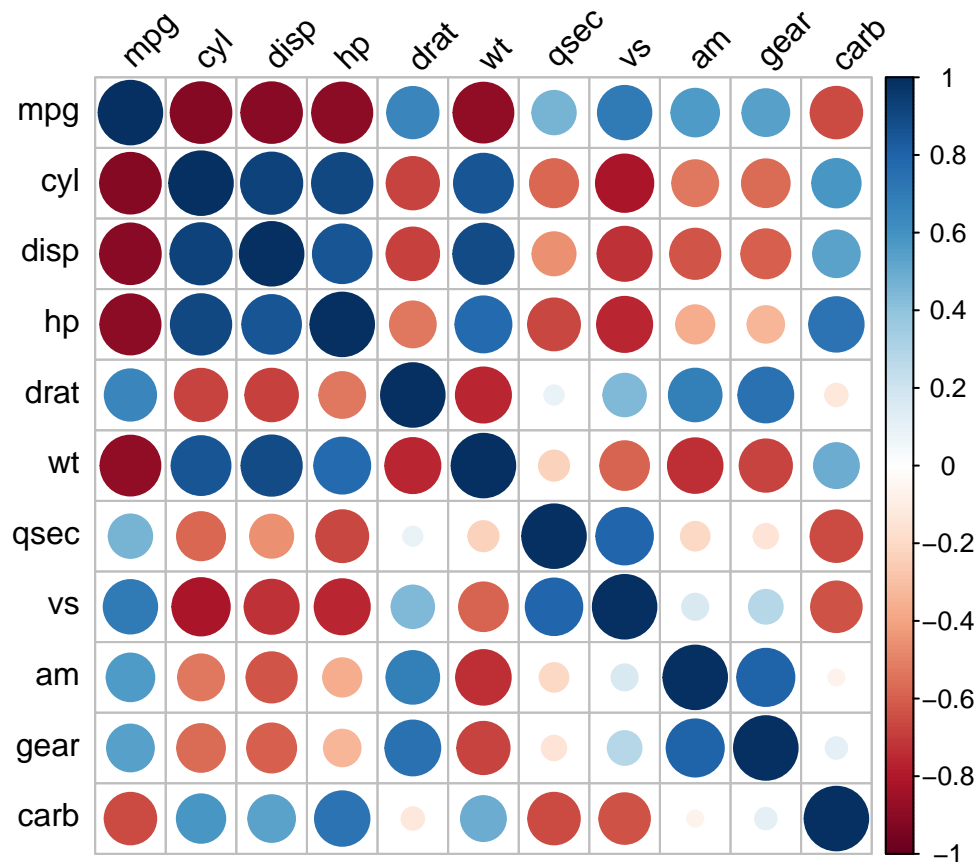 mpg cyl disp hp drat wt qsec vs am gear carb
mpg
cyl
disp
hp
drat
wt
qsec
vs
am
gear
carb
1
0.8
0.6
0.4
0.2
0
−0.2
−0.4
−0.6
−0.8
−1